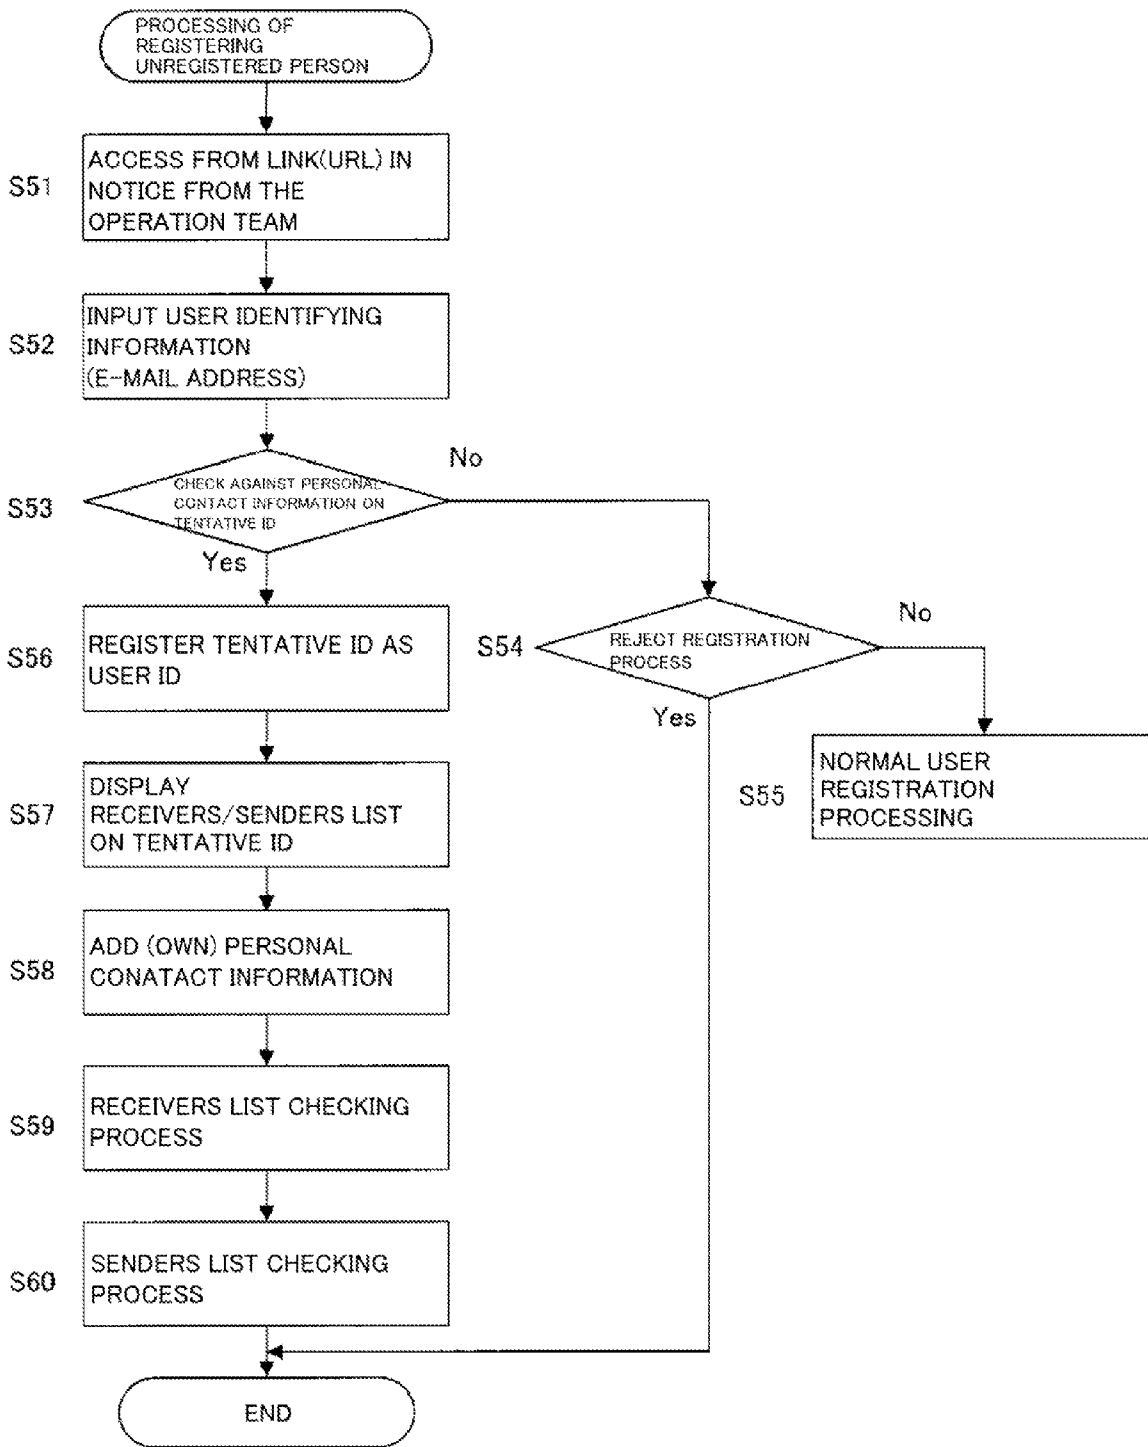 PROCESSING OF
REGISTERING
UNREGISTERED PERSON
S51
ACCESS FROM LINK(URL) IN
NOTICE FROM THE
OPERATION TEAM
S52
INPUT USER IDENTIFYING
INFORMATION
(E-MAIL ADDRESS)
S53
CHECK AGAINST PERSONAL
CONTACT INFORMATION ON
TENTATIVE ID
No
Yes
S56
REGISTER TENTATIVE ID AS
USER ID
S54
REJECT REGISTRATION
PROCESS
No
Yes
S55
NORMAL USER
REGISTRATION
PROCESSING
S57
DISPLAY
RECEIVERS/SENDERS LIST
ON TENTATIVE ID
S58
ADD (OWN) PERSONAL
CONATACT INFORMATION
S59
RECEIVERS LIST CHECKING
PROCESS
S60
SENDERS LIST CHECKING
PROCESS
END